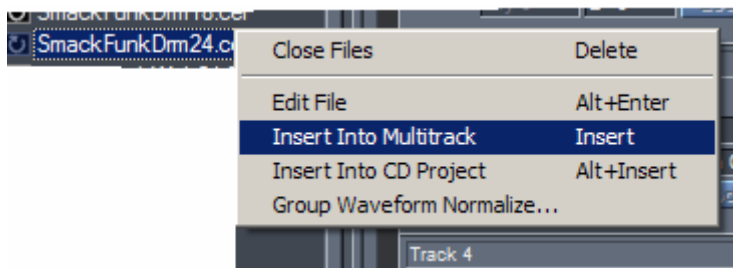 SmackFunkDrm24.c
Close Files Delete
Edit File Alt+Enter
Insert Into Multitrack Insert
Insert Into CD Project Alt+Insert
Group Waveform Normalize...
Track 4